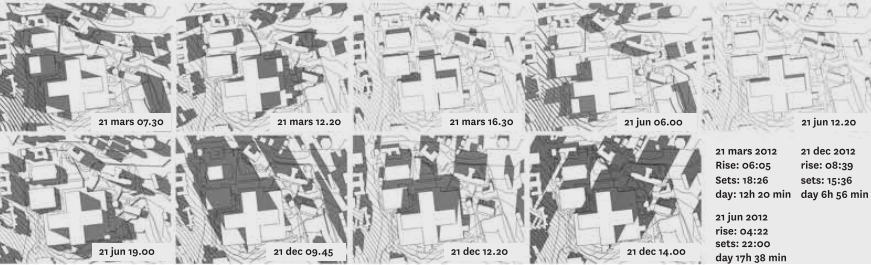 21 mars 07.30
21 mars 12.20
21 mars 16.30
21 jun 06.00
21 jun 12.20
21 jun 19.00
21 dec 09.45
21 dec 12.20
21 dec 14.00
21 mars 2012
Rise: 06:05
Sets: 18:26
day: 12h 20 min
21 dec 2012
rise: 08:39
sets: 15:36
day 6h 56 min
21 jun 2012
rise: 04:22
sets: 22:00
day 17h 38 min